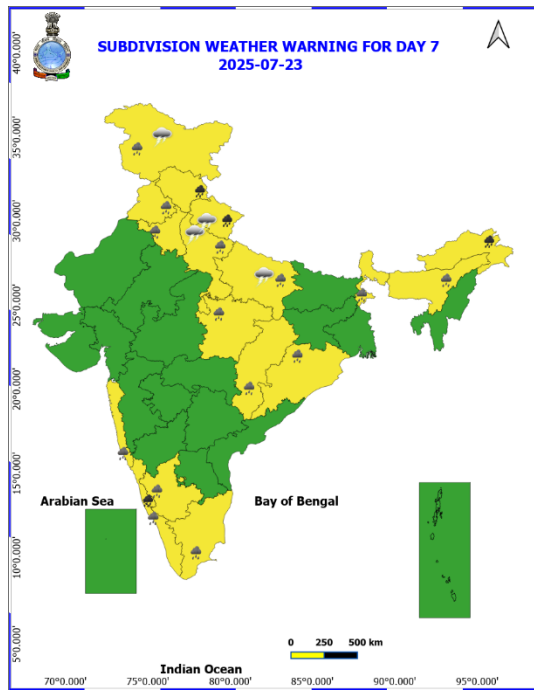 SUBDIVISION WEATHER WARNING FOR DAY 7
2025-07-23
40°0.000'
35°0.000'
30°0.000'
25°0.000'
20°0.000'
15°0.000'
10°0.000'
5°0.000'
Arabian Sea
Bay of Bengal
0 250 500 km
70°0.000' 75°0.000' 80°0.000' 85°0.000' 90°0.000' 95°0.000'
Indian Ocean